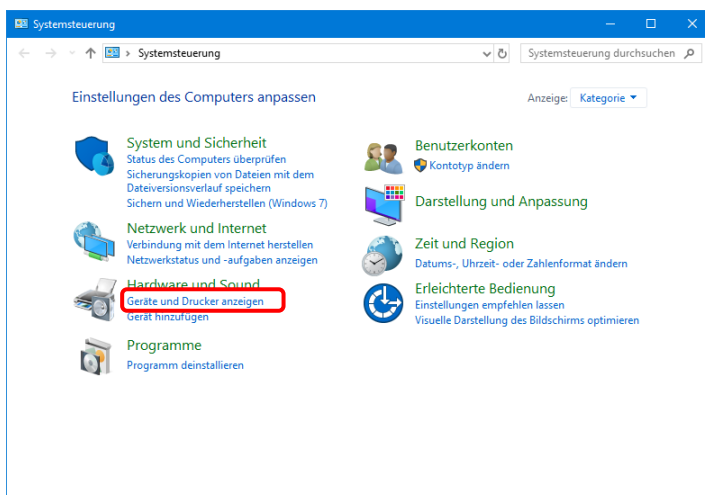 Systemsteuerung
Systemsteuerung
Systemsteuerung durchsuchen
Einstellungen des Computers anpassen
Anzeige: Kategorie
System und Sicherheit
Status des Computers überprüfen
Sicherungskopien von Dateien mit dem
Dateiversionsverlauf speichern
Sichern und Wiederherstellen (Windows 7)
Netzwerk und Internet
Verbindung mit dem Internet herstellen
Netzwerkstatus und -aufgaben anzeigen
Hardware und Sound
Geräte und Drucker anzeigen
Gerät hinzufügen
Programme
Programm deinstallieren
Benutzerkonten
Kontotyp ändern
Darstellung und Anpassung
Zeit und Region
Datums-, Uhrzeit- oder Zahlenformat ändern
Erleichterte Bedienung
Einstellungen empfehlen lassen
Visuelle Darstellung des Bildschirms optimieren